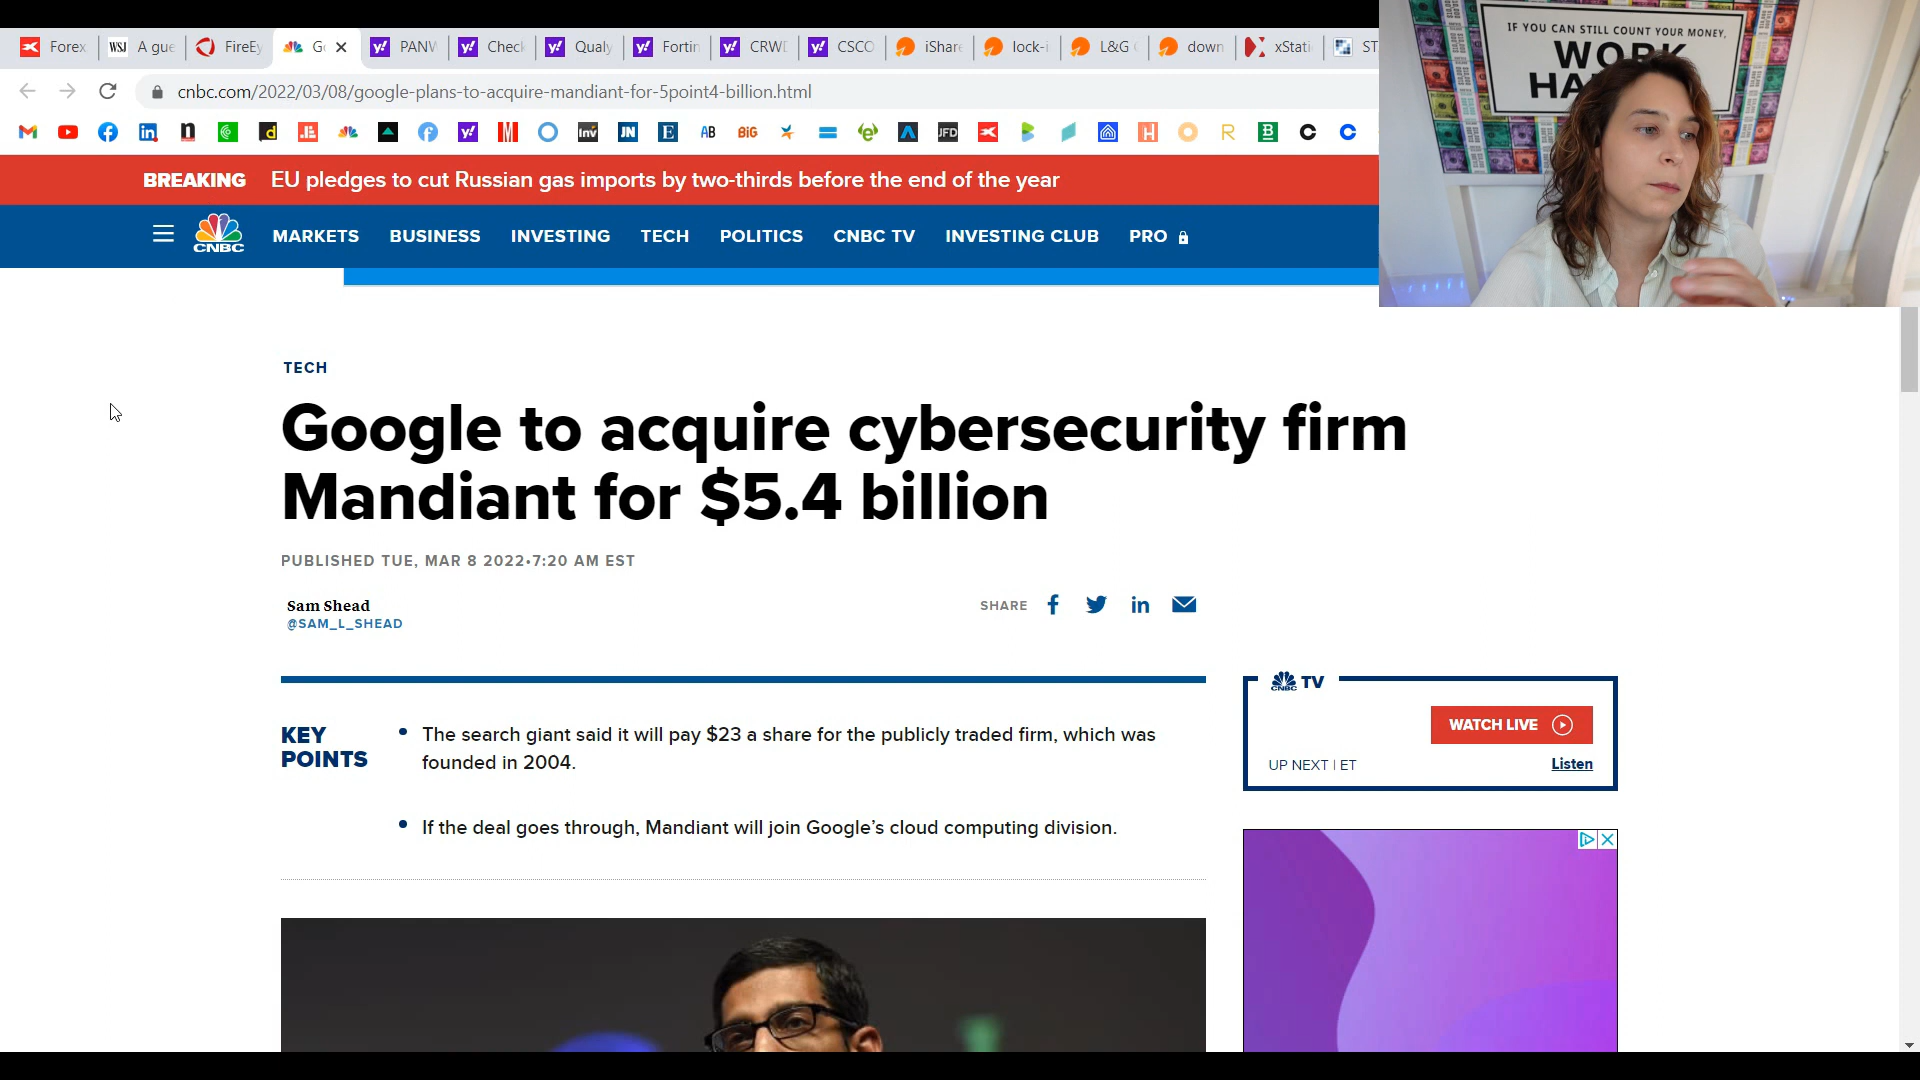 Forex
WSJ A gue
FireEy
G
y! PANW
y! Check
y! Qualy
y! Fortin
y! CRWD
y! CSCO
iShare
lock-i
L&G C
down
xStati
ST
cnbc.com/2022/03/08/google-plans-to-acquire-mandiant-for-5point4-billion.html
n d y! Inv JN E AB BiG JFD H R B
BREAKING EU pledges to cut Russian gas imports by two-thirds before the end of the year
CNBC MARKETS BUSINESS INVESTING TECH POLITICS CNBC TV INVESTING CLUB PRO
IF YOU CAN STILL COUNT YOUR MONEY,
WORK
HA
TECH
Google to acquire cybersecurity firm
Mandiant for $5.4 billion
PUBLISHED TUE, MAR 8 2022•7:20 AM EST
Sam Shead
@SAM_L_SHEAD
SHARE
KEY
POINTS
• The search giant said it will pay $23 a share for the publicly traded firm, which was
founded in 2004.
• If the deal goes through, Mandiant will join Google’s cloud computing division.
CNBC TV
WATCH LIVE
UP NEXT | ET
Listen